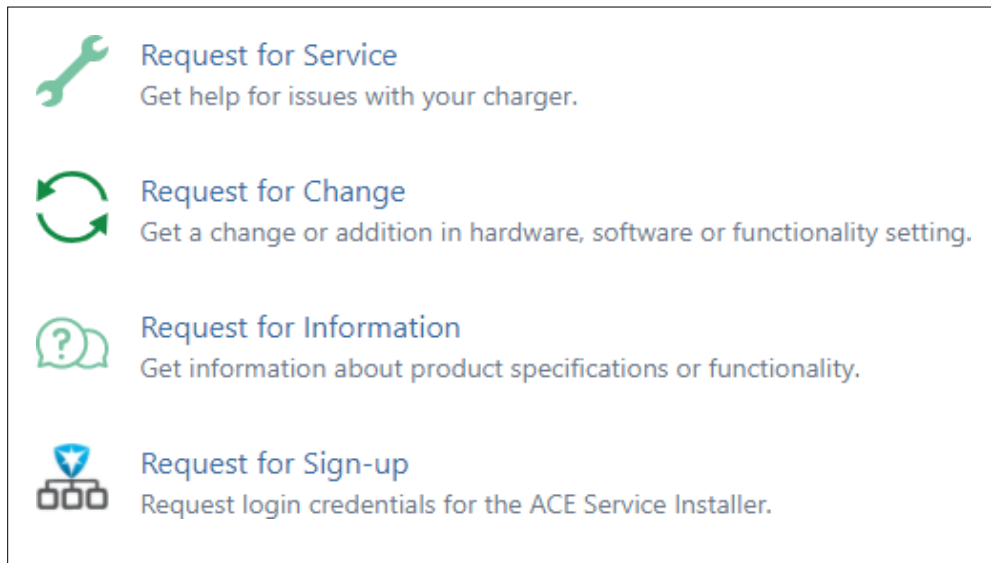 Request for Service
Get help for issues with your charger.
Request for Change
Get a change or addition in hardware, software or functionality setting.
Request for Information
Get information about product specifications or functionality.
Request for Sign-up
Request login credentials for the ACE Service Installer.